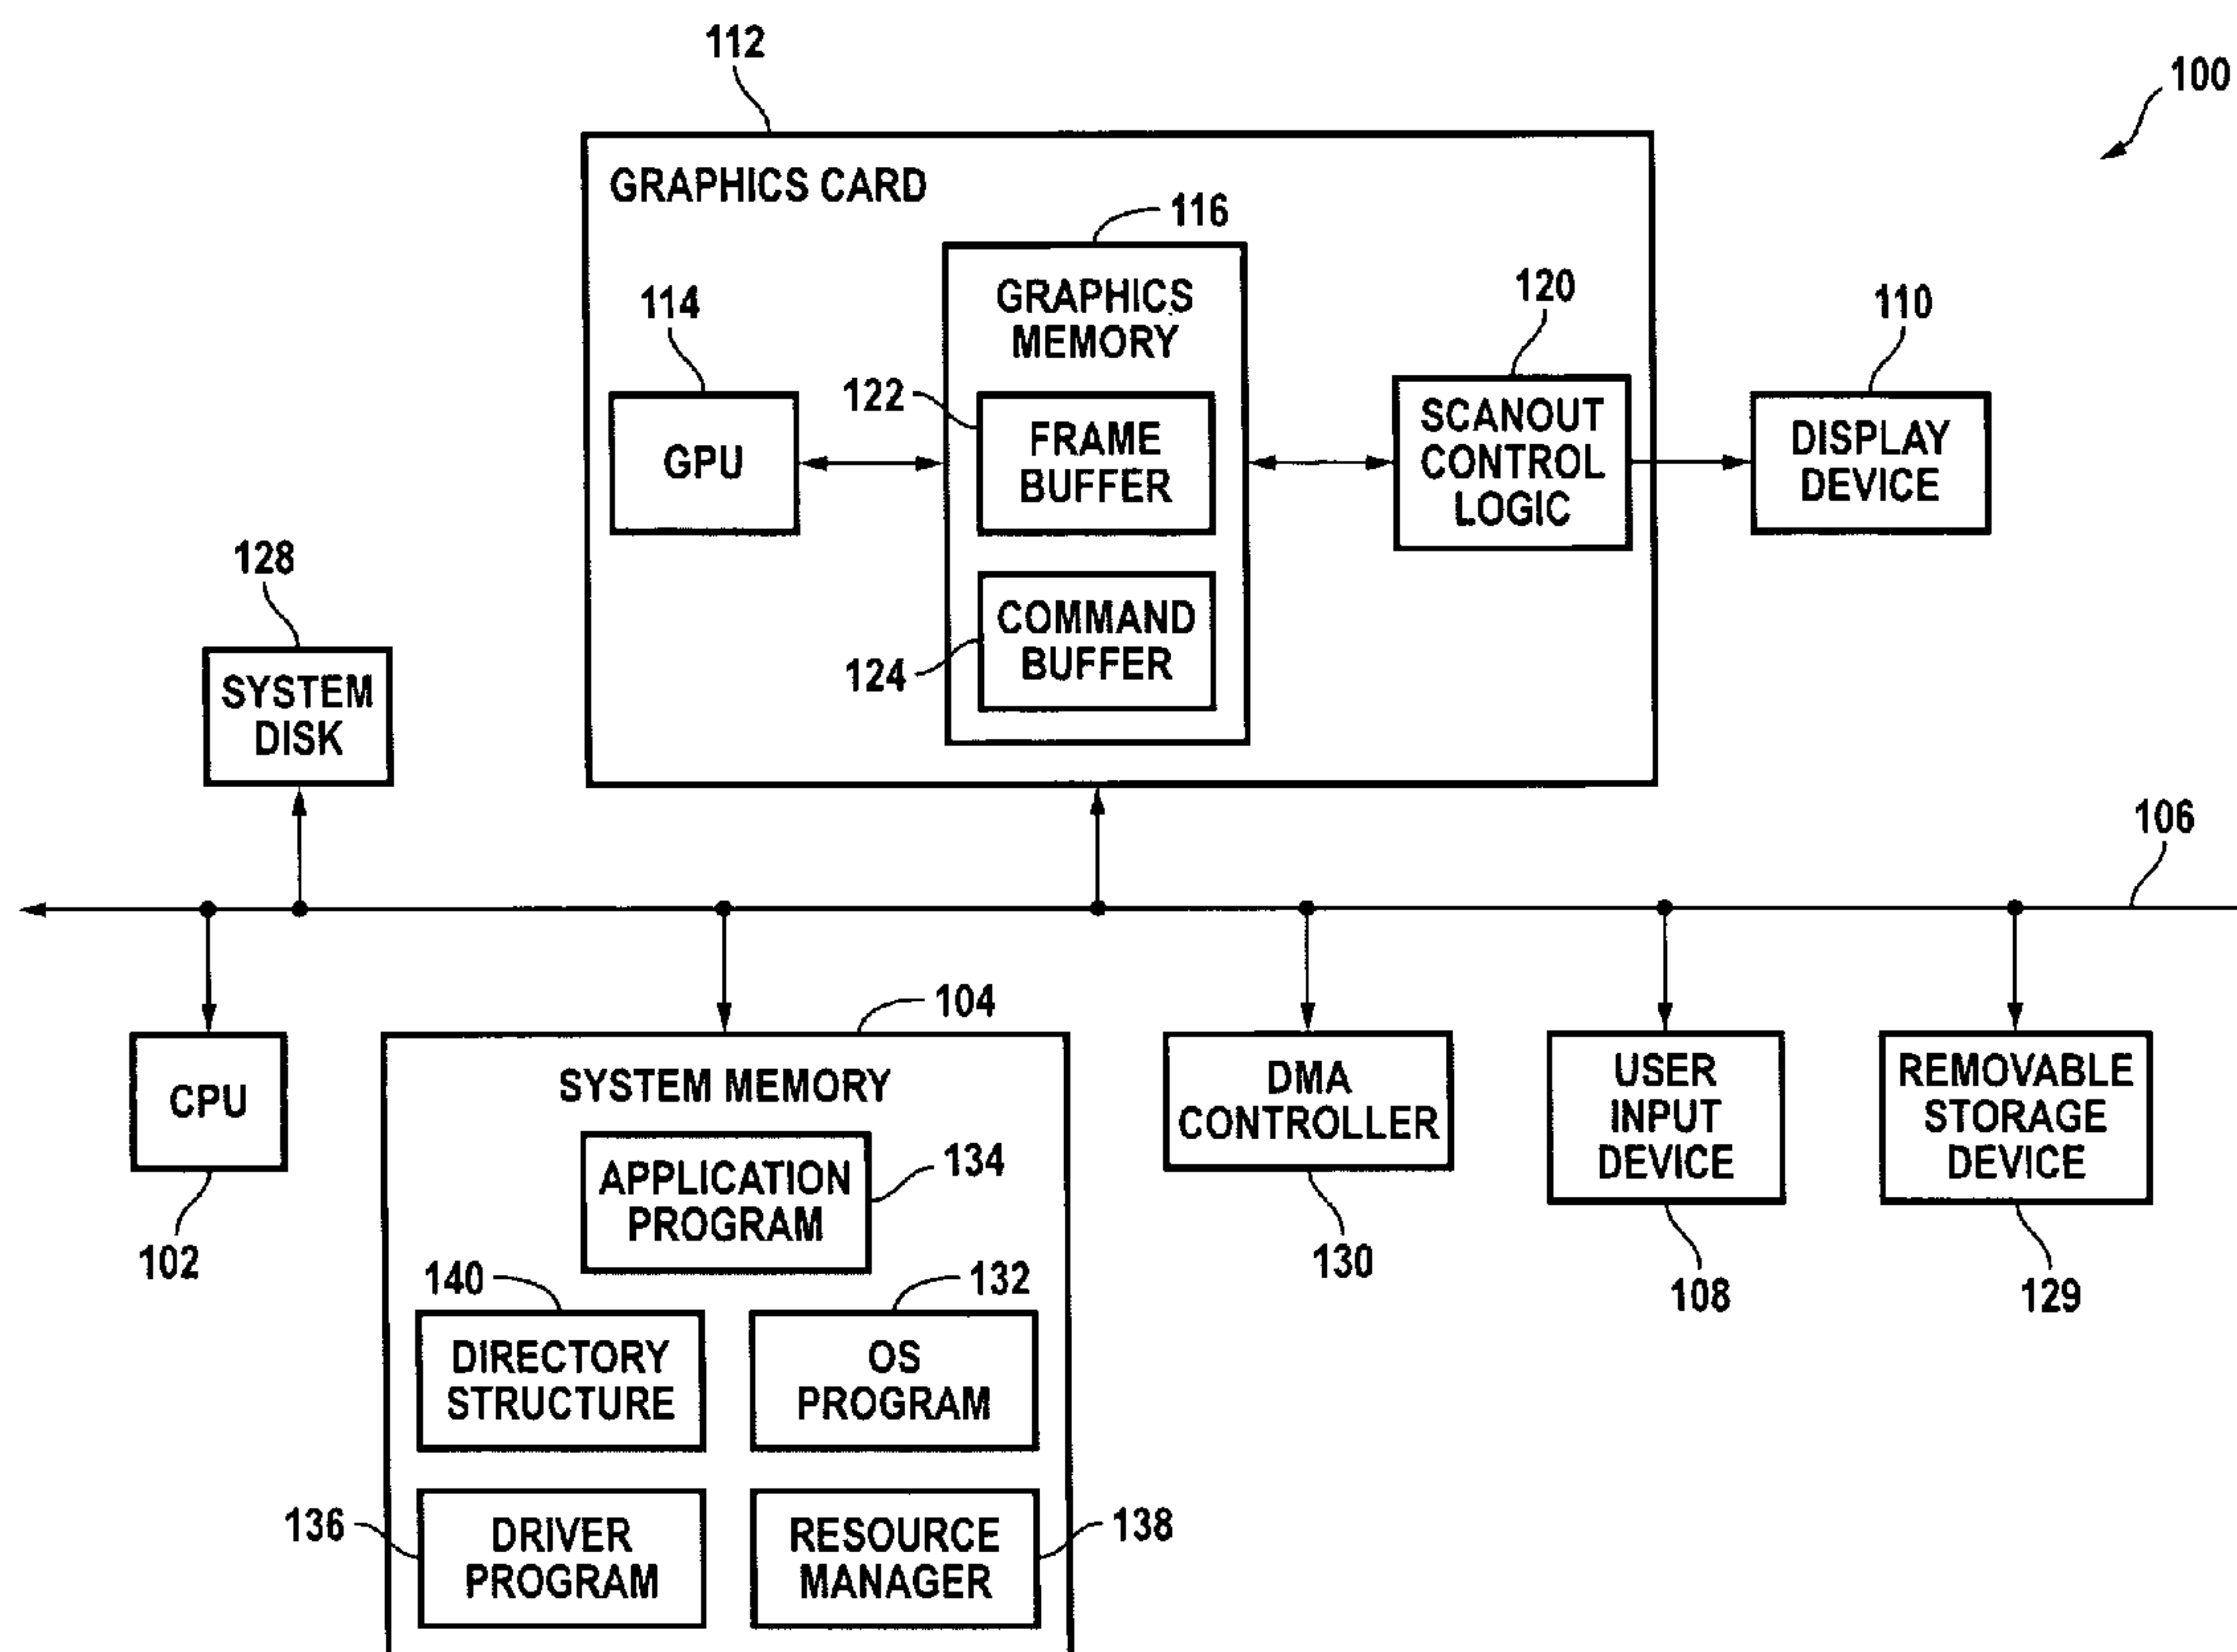 112
100
GRAPHICS CARD
116
GRAPHICS
MEMORY
114
120
110
122
GPU
FRAME
BUFFER
SCANOUT
CONTROL
LOGIC
DISPLAY
DEVICE
128
COMMAND
BUFFER
124
SYSTEM
DISK
106
104
CPU
102
SYSTEM MEMORY
APPLICATION
PROGRAM
134
140
132
DIRECTORY
STRUCTURE
OS
PROGRAM
136
DRIVER
PROGRAM
RESOURCE
MANAGER
138
DMA
CONTROLLER
130
USER
INPUT
DEVICE
108
REMOVABLE
STORAGE
DEVICE
129